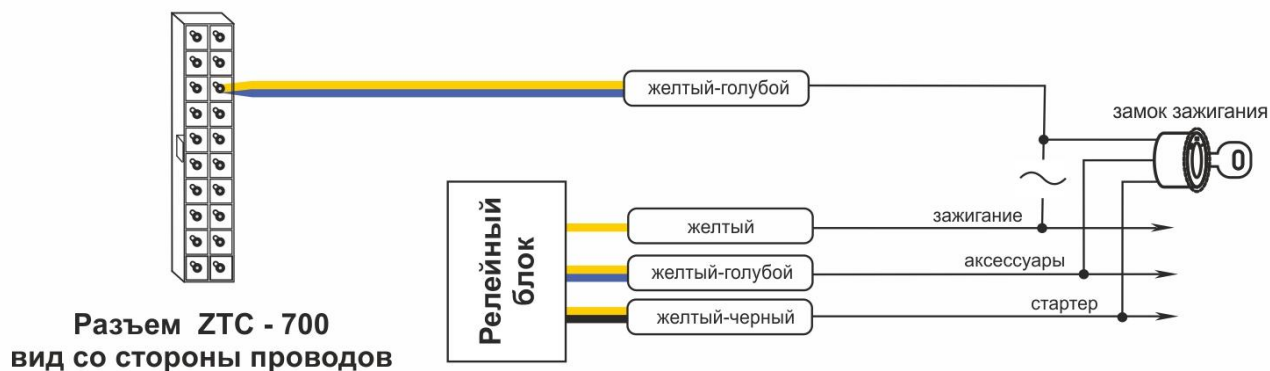 желтый-голубой
замок зажигания
Релейный
блок
желтый
зажигание
желтый-голубой
аксессуары
желтый-черный
стартер
Разъем ZTC - 700
вид со стороны проводов